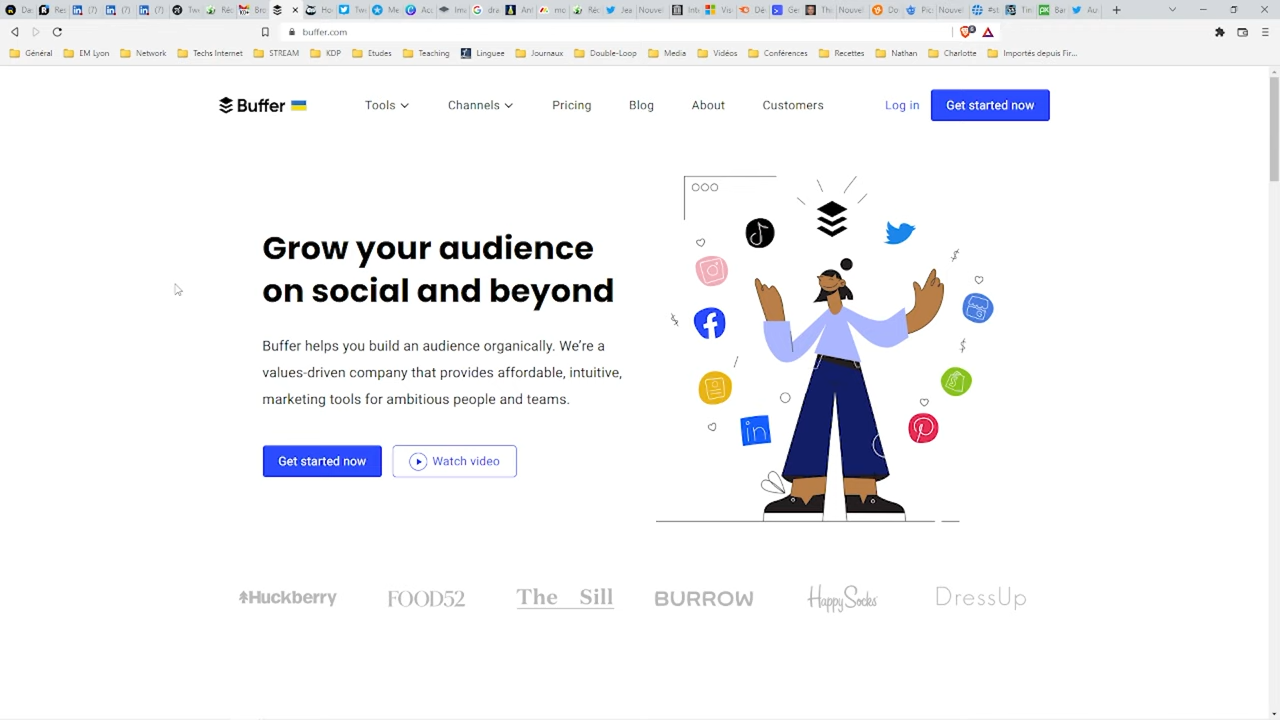 buffer.com
Général EM Lyon Network Techs Internet STREAM KDP Etudes Teaching Linguee Journaux Double-Loop Media Vidéos Conférences Recettes Nathan Charlotte Importés depuis Fir...
Buffer Tools Channels Pricing Blog About Customers Log in Get started now
Grow your audience
on social and beyond
Buffer helps you build an audience organically. We’re a
values-driven company that provides affordable, intuitive,
marketing tools for ambitious people and teams.
Get started now Watch video
Huckberry FOOD52 The Sill BURROW HappySocks DressUp